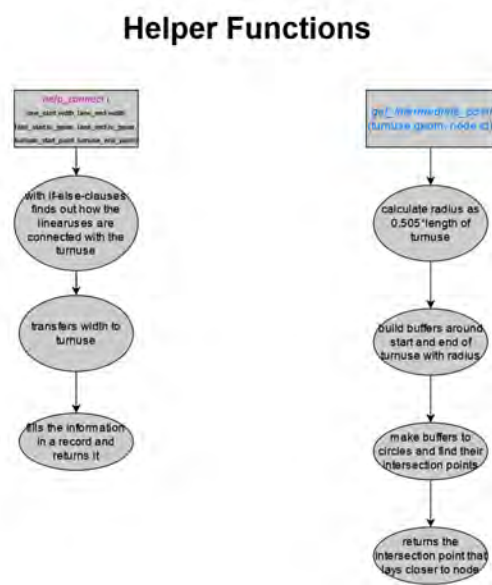 Helper Functions
help_connect (
lane_start.width, lane_end.width,
turnuse_start_point, turnuse_end_point)
with if-else-clauses
finds out how the
linearuses are
connected with the
turnuse
transfers width to
turnuse
fills the information
in a record and
returns it
get_intermediate_point
(turnuse.geom, node.id)
calculate radius as
0,505*length of
turnuse
build buffers around
start and end of
turnuse with radius
make buffers to
circles and find their
intersection points
returns the
intersection point that
lays closer to node